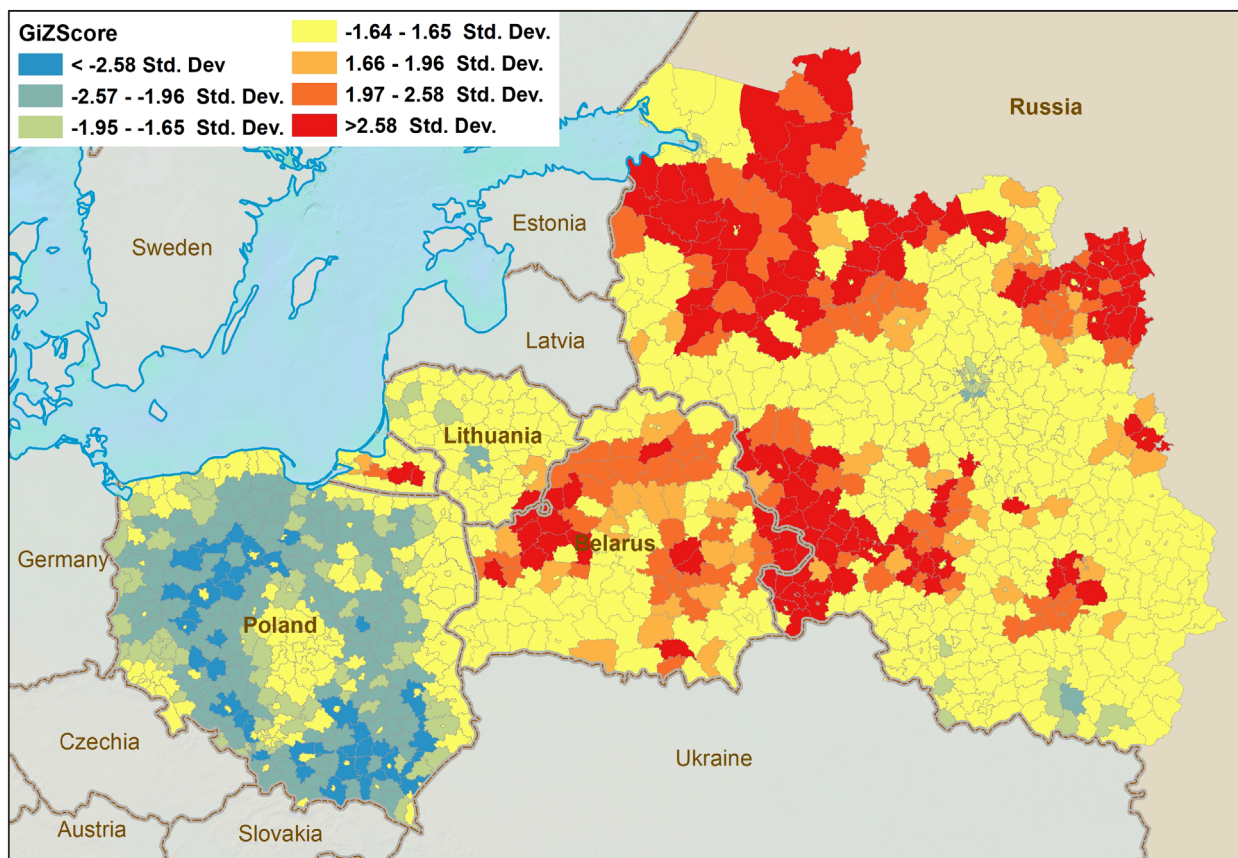 GiZScore
< -2.58 Std. Dev
-2.57 - -1.96 Std. Dev.
-1.95 - -1.65 Std. Dev.
-1.64 - 1.65 Std. Dev.
1.66 - 1.96 Std. Dev.
1.97 - 2.58 Std. Dev.
>2.58 Std. Dev.
Russia
Sweden
Estonia
Latvia
Lithuania
Belarus
Germany
Poland
Czechia
Ukraine
Austria
Slovakia